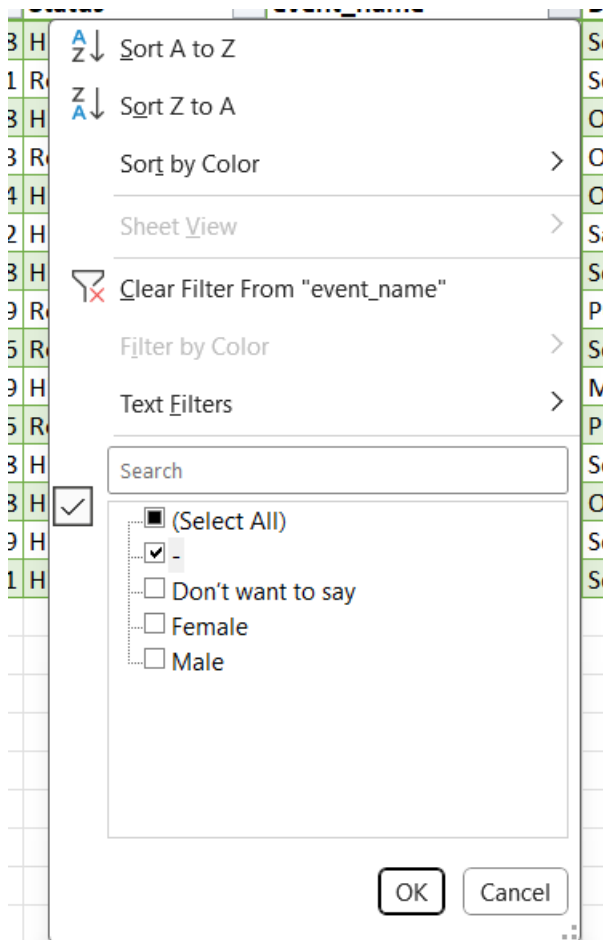 Sort A to Z
Sort Z to A
Sort by Color
Sheet View
Clear Filter From "event_name"
Filter by Color
Text Filters
Search
(Select All)
-
Don't want to say
Female
Male
OK Cancel